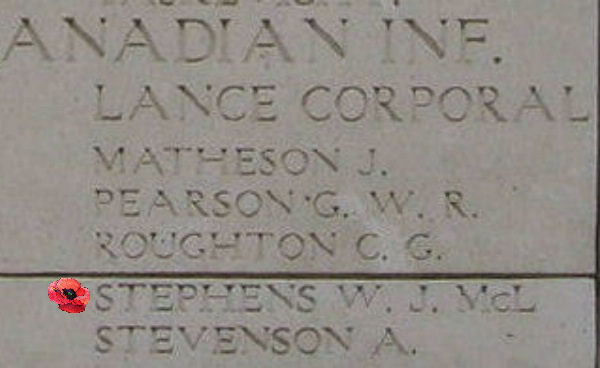 ANADIAN INF.
LANCE CORPORAL
MATHESON J.
PEARSON G. W. R.
ROUGHTON C. G.
STEPHENS W. J. McL
STEVENSON A.